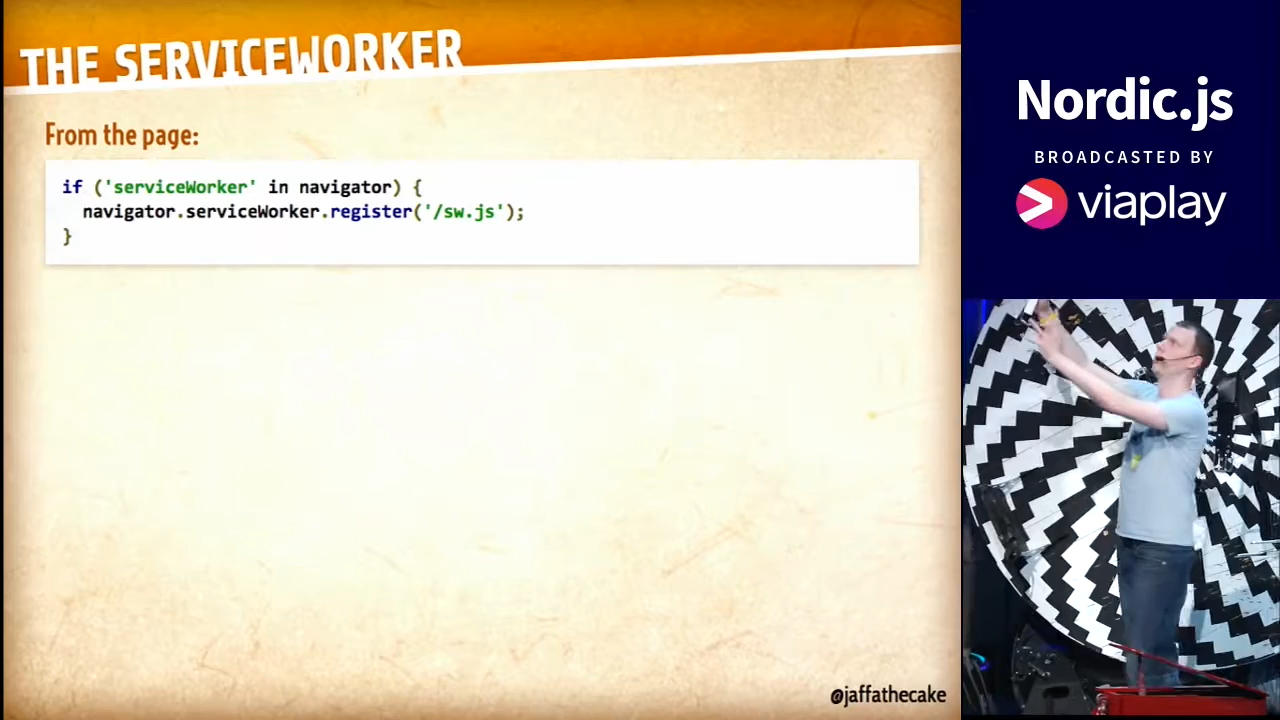 THE SERVICEWORKER
From the page:
if ('serviceWorker' in navigator) {
  navigator.serviceWorker.register('/sw.js');
}
@jaffathecake
Nordic.js
BROADCASTED BY
viaplay